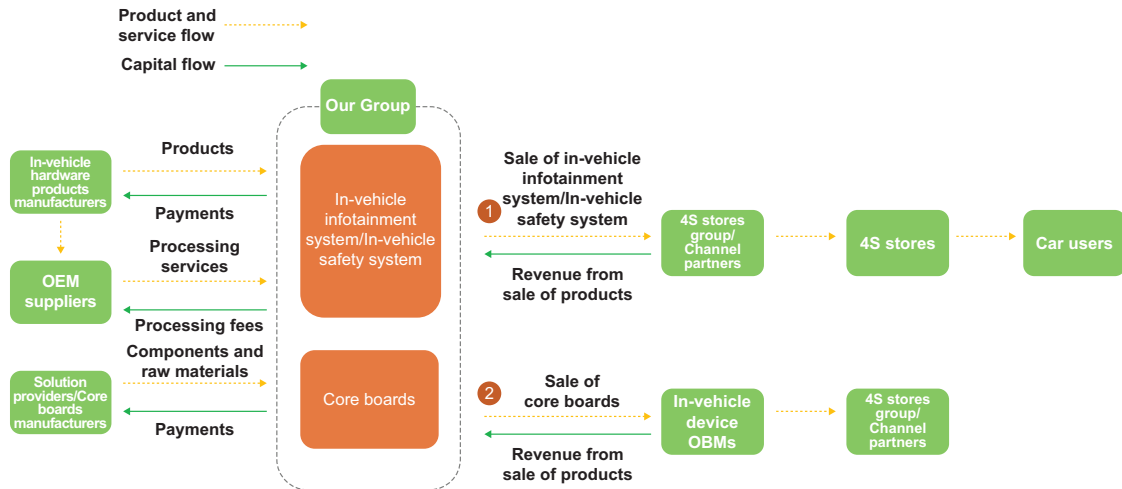 Product and
service flow
Capital flow
Our Group
Products
In-vehicle
hardware
products
manufacturers
Payments
Processing
services
OEM
suppliers
Processing fees
Components and
raw materials
Solution
providers/Core
boards
manufacturers
Payments
In-vehicle
infotainment
system/In-vehicle
safety system
Core boards
1
Sale of in-vehicle
infotainment
system/In-vehicle
safety system
Revenue from
sale of products
4S stores
group/
Channel
partners
4S stores
Car users
2
Sale of
core boards
Revenue from
sale of products
In-vehicle
device
OBMs
4S stores
group/
Channel
partners